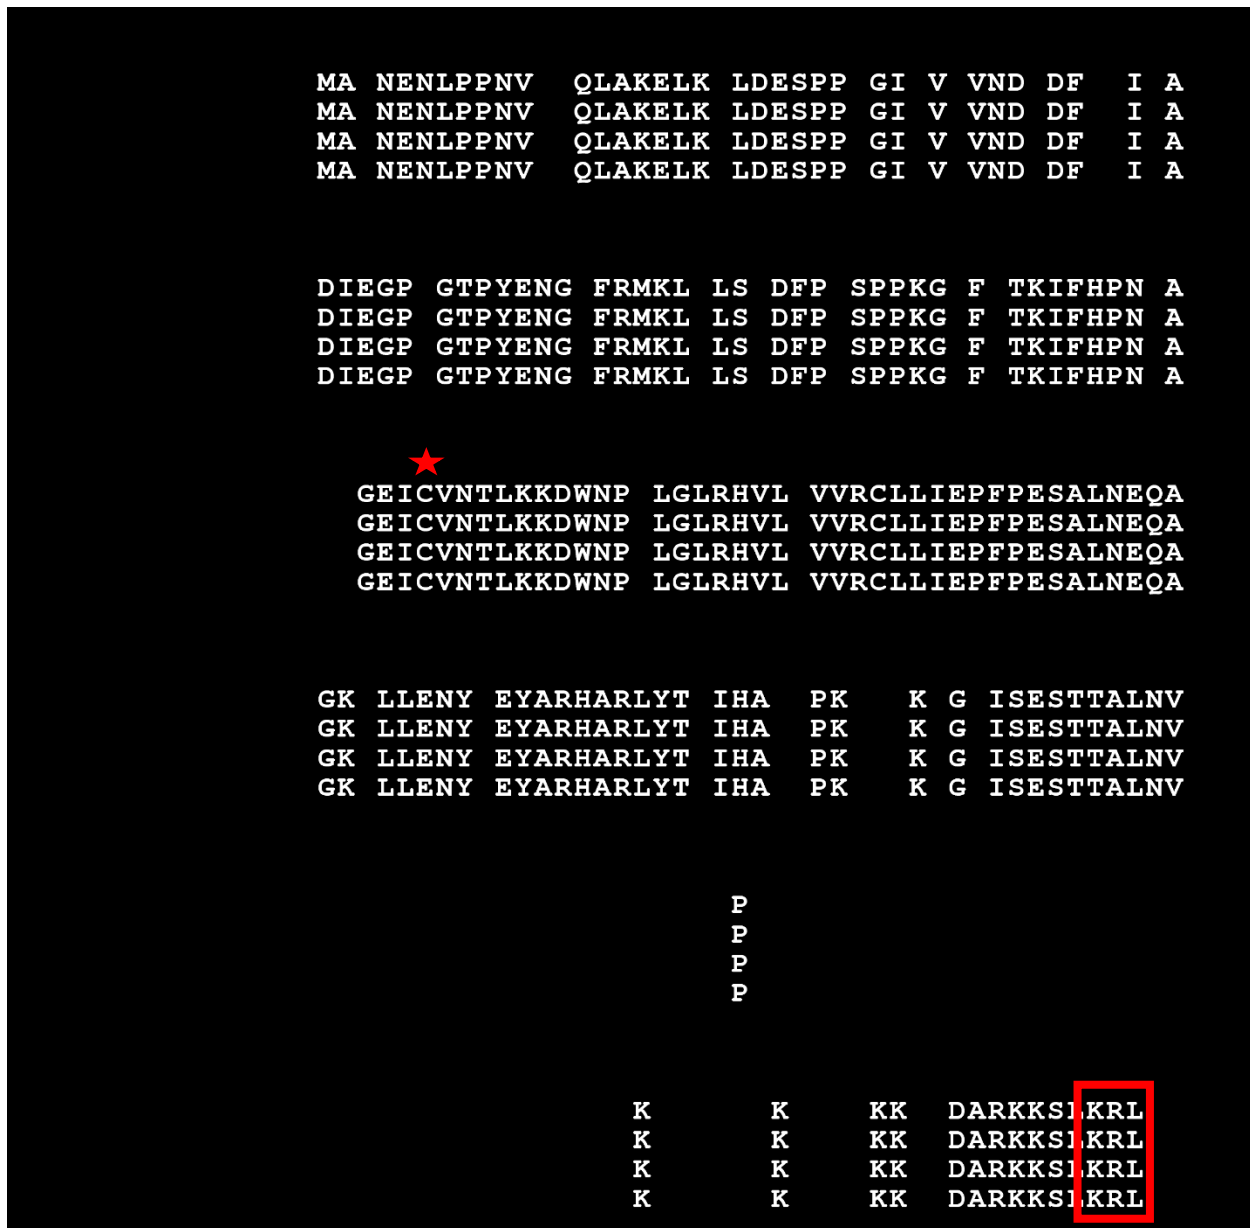 MA NENLPPNV QLAKELK LDESPP GI V VND DF I A
MA NENLPPNV QLAKELK LDESPP GI V VND DF I A
MA NENLPPNV QLAKELK LDESPP GI V VND DF I A
MA NENLPPNV QLAKELK LDESPP GI V VND DF I A
DIEGP GTPYENG FRMKL LS DFP SPPKG F TKIFHPN A
DIEGP GTPYENG FRMKL LS DFP SPPKG F TKIFHPN A
DIEGP GTPYENG FRMKL LS DFP SPPKG F TKIFHPN A
DIEGP GTPYENG FRMKL LS DFP SPPKG F TKIFHPN A
GEICVNTLKKDWNP LGLRHVL VVRCLLIEPFPESALNEQA
GEICVNTLKKDWNP LGLRHVL VVRCLLIEPFPESALNEQA
GEICVNTLKKDWNP LGLRHVL VVRCLLIEPFPESALNEQA
GEICVNTLKKDWNP LGLRHVL VVRCLLIEPFPESALNEQA
GK LLENY EYARHARLYT IHA PK K G ISESTTALNV
GK LLENY EYARHARLYT IHA PK K G ISESTTALNV
GK LLENY EYARHARLYT IHA PK K G ISESTTALNV
GK LLENY EYARHARLYT IHA PK K G ISESTTALNV
P
P
P
P
K K KK DARKKSLKRL
K K KK DARKKSLKRL
K K KK DARKKSLKRL
K K KK DARKKSLKRL